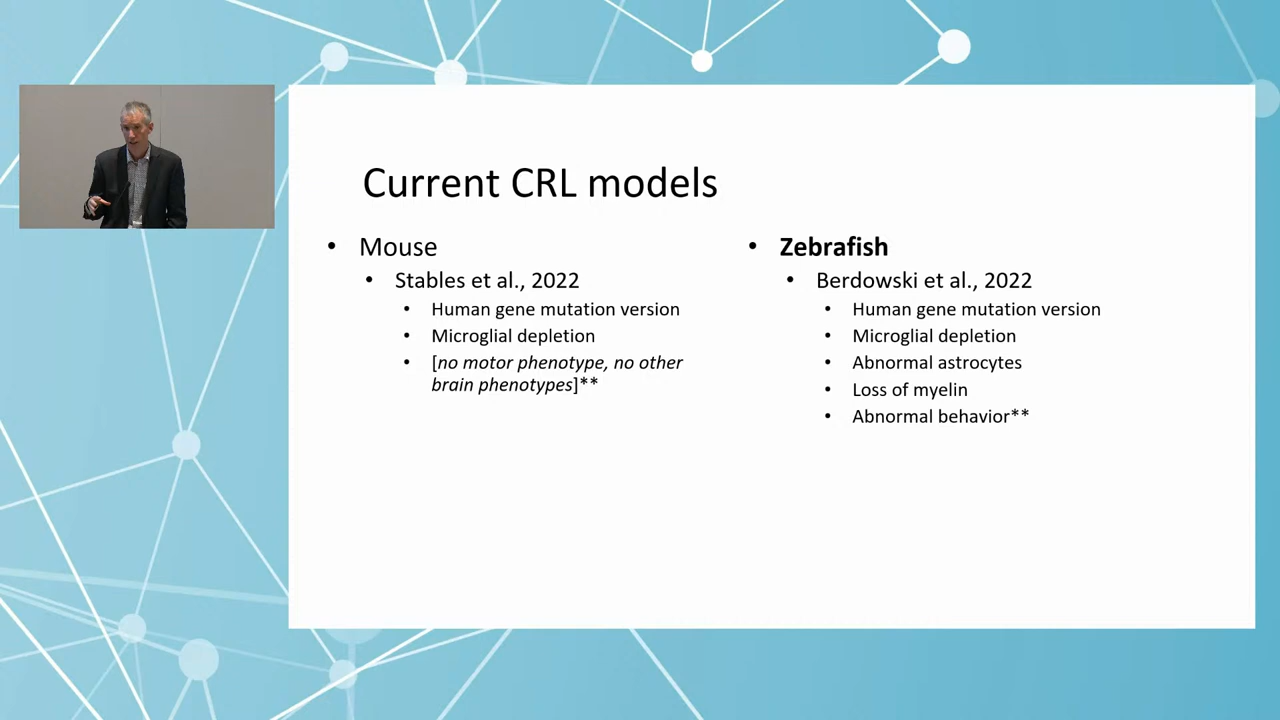 Current CRL models
• Mouse
• Stables et al., 2022
• Human gene mutation version
• Microglial depletion
• [no motor phenotype, no other
brain phenotypes]**
• Zebrafish
• Berdowski et al., 2022
• Human gene mutation version
• Microglial depletion
• Abnormal astrocytes
• Loss of myelin
• Abnormal behavior**